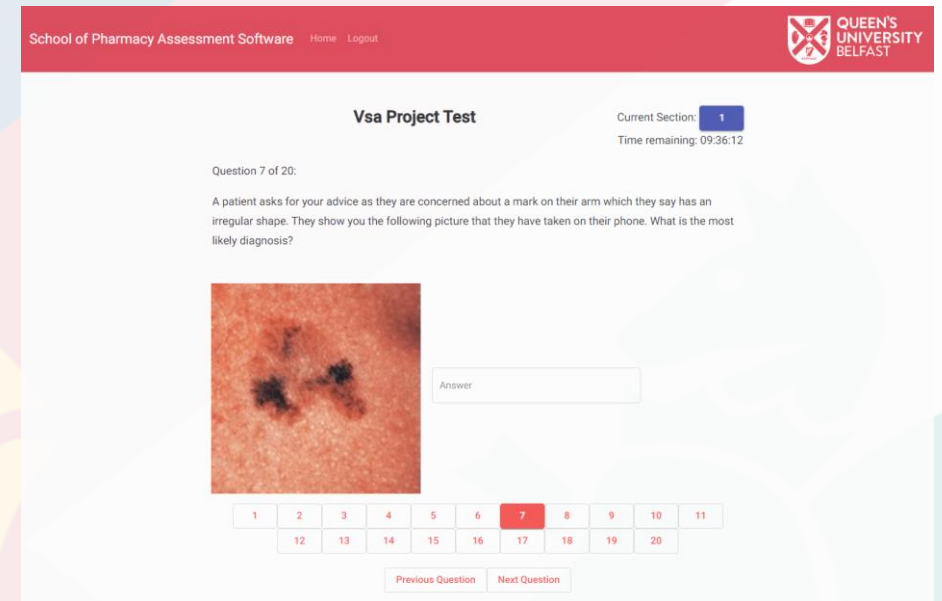 School of Pharmacy Assessment Software Home Logout
QUEEN'S
UNIVERSITY
BELFAST
Vsa Project Test
Current Section: 1
Time remaining: 09:36:12
Question 7 of 20:
A patient asks for your advice as they are concerned about a mark on their arm which they say has an
irregular shape. They show you the following picture that they have taken on their phone. What is the most
likely diagnosis?
Answer
1 2 3 4 5 6 7 8 9 10 11
12 13 14 15 16 17 18 19 20
Previous Question Next Question